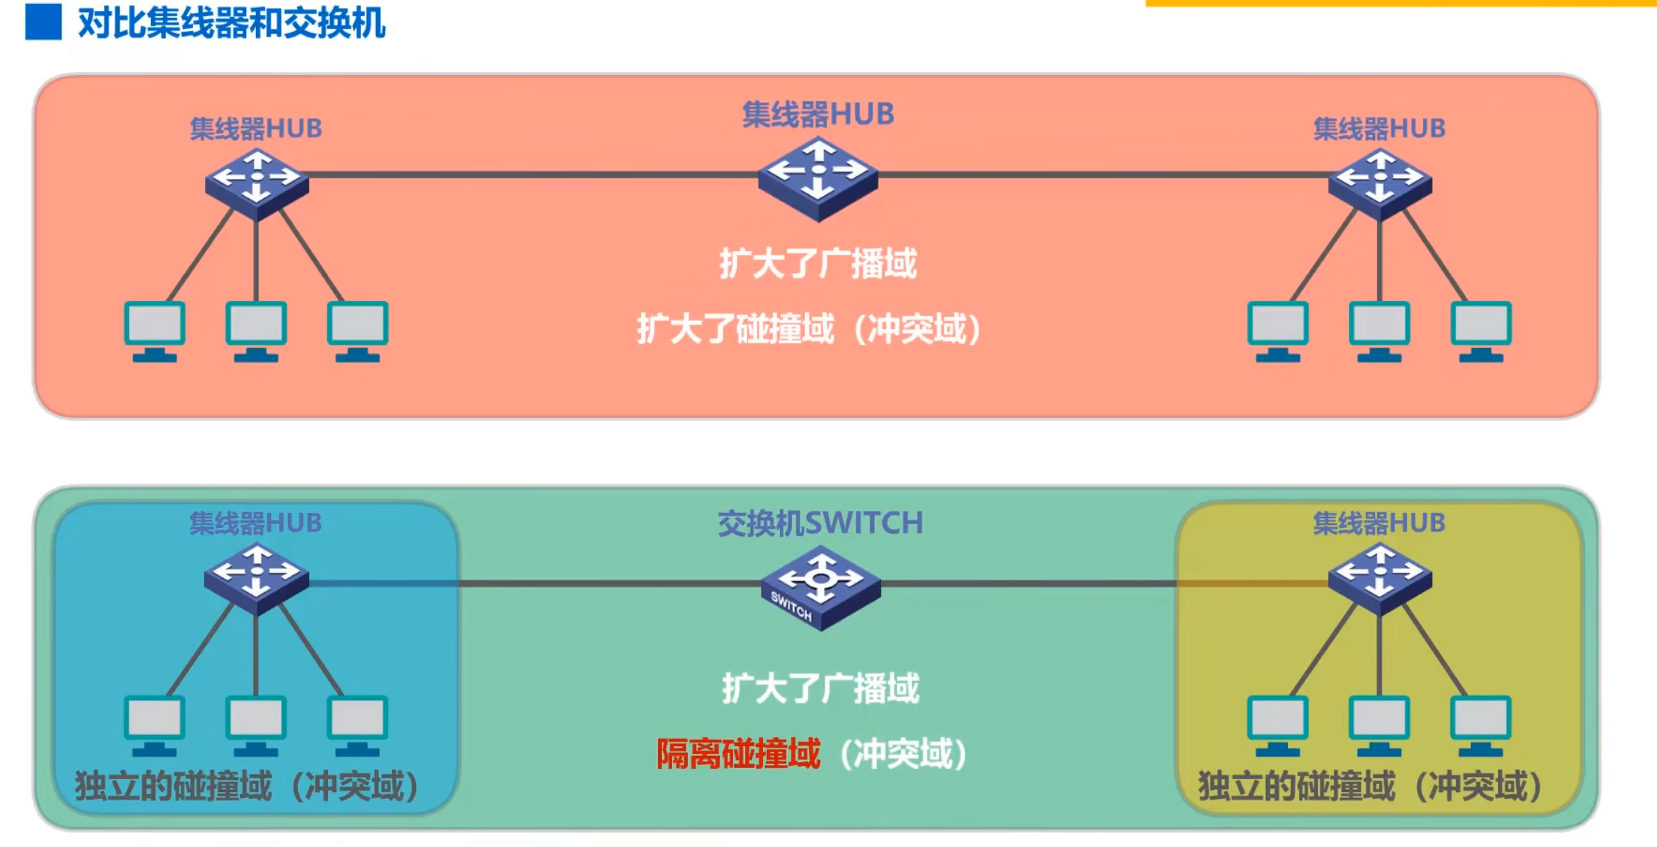 对比集线器和交换机
集线器HUB
集线器HUB
集线器HUB
扩大了广播域
扩大了碰撞域（冲突域）
集线器HUB
交换机SWITCH
集线器HUB
SWITCH
扩大了广播域
隔离碰撞域（冲突域）
独立的碰撞域（冲突域）
独立的碰撞域（冲突域）